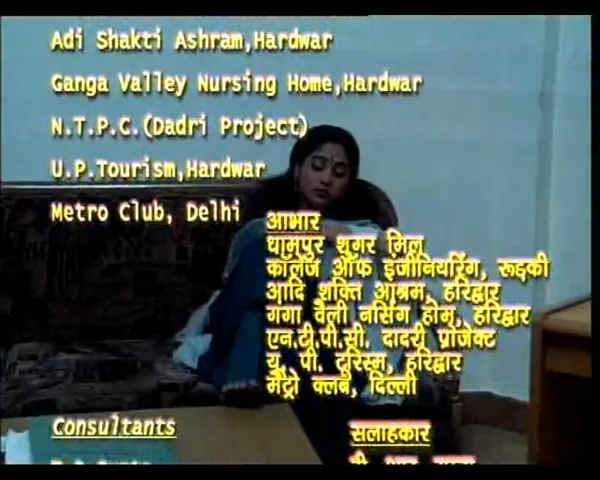 Adi Shakti Ashram,Hardwar
Ganga Valley Nursing Home,Hardwar
N.T.P.C.(Dadri Project)
U.P.Tourism,Hardwar
Metro Club, Delhi
आभार
धामपुर शुगर मिल
कॉलेज ऑफ इंजीनियरिंग, रूड़की
आदि शक्ति आश्रम, हरिद्वार
गंगा वैली नर्सिंग होम, हरिद्वार
एन.टी.पी.सी. दादरी प्रोजेक्ट
यू. पी. टूरिस्म, हरिद्वार
मैट्रो क्लब, दिल्ली
Consultants
सलाहकार